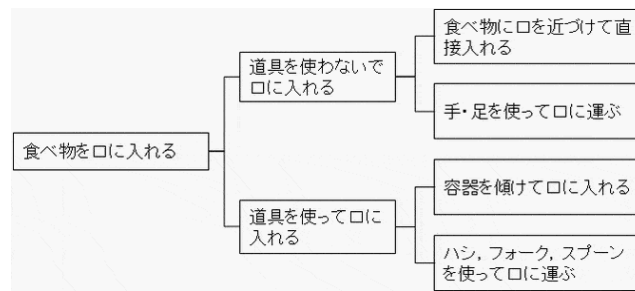 食べ物を口に入れる
道具を使わないで
口に入れる
食べ物に口を近づけて直
接入れる
手・足を使って口に運ぶ
道具を使って口に
入れる
容器を傾けて口に入れる
ハシ, フォーク, スプーン
を使って口に運ぶ